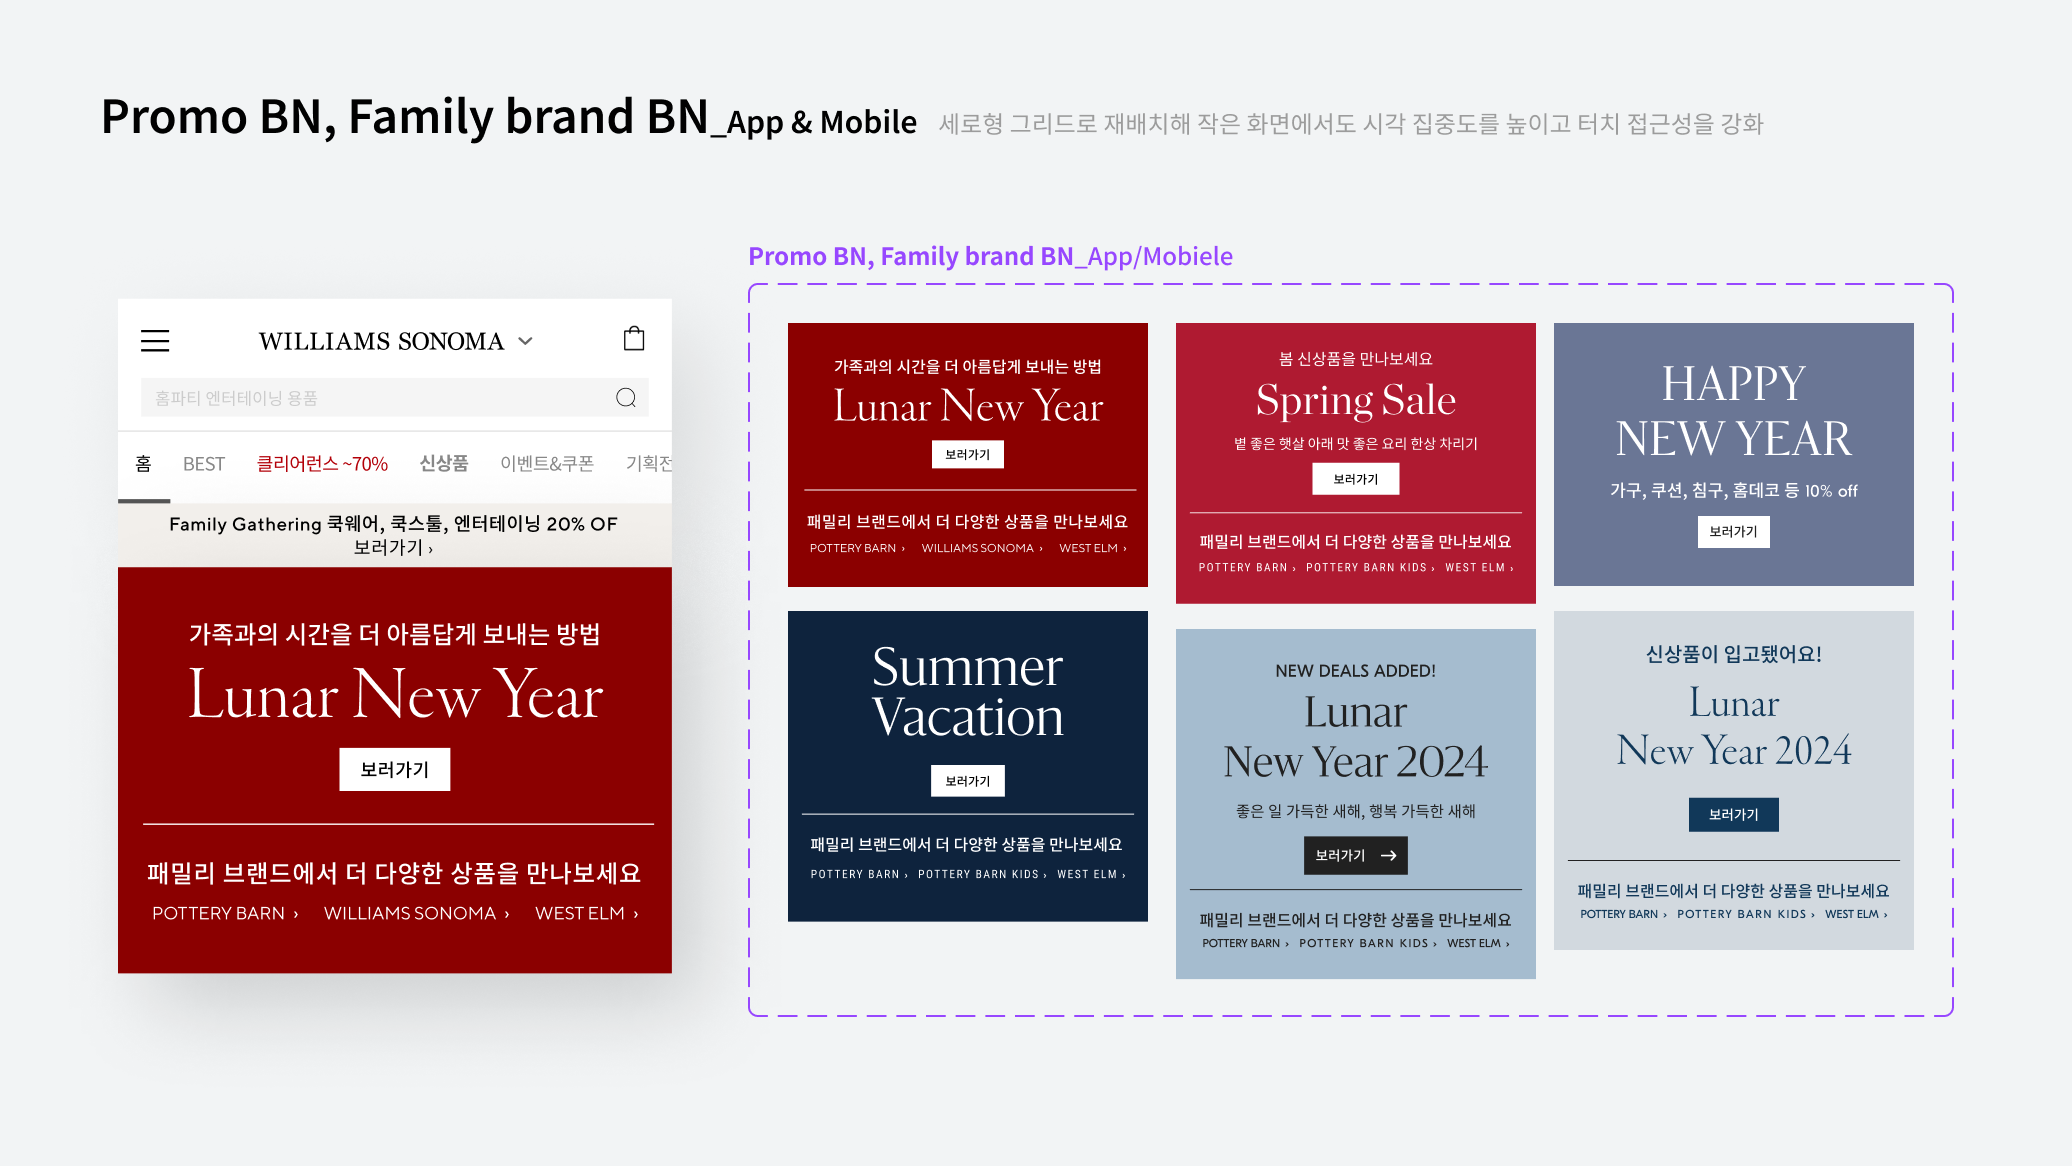 Promo BN, Family brand BN_App & Mobile 세로형 그리드로 재배치해 작은 화면에서도 시각 집중도를 높이고 터치 접근성을 강화
WILLIAMS SONOMA
홈파티 엔터테이닝 용품
홈 BEST 클리어런스 ~70% 신상품 이벤트&쿠폰 기획전
Family Gathering 쿡웨어, 쿡스툴, 엔터테이닝 20% OF
보러가기 ›
가족과의 시간을 더 아름답게 보내는 방법
Lunar New Year
보러가기
패밀리 브랜드에서 더 다양한 상품을 만나보세요
POTTERY BARN › WILLIAMS SONOMA › WEST ELM ›
Promo BN, Family brand BN_App/Mobiele
가족과의 시간을 더 아름답게 보내는 방법
Lunar New Year
보러가기
패밀리 브랜드에서 더 다양한 상품을 만나보세요
POTTERY BARN › WILLIAMS SONOMA › WEST ELM ›
봄 신상품을 만나보세요
Spring Sale
볕 좋은 햇살 아래 맛 좋은 요리 한상 차리기
보러가기
패밀리 브랜드에서 더 다양한 상품을 만나보세요
POTTERY BARN › POTTERY BARN KIDS › WEST ELM ›
HAPPY
NEW YEAR
가구, 쿠션, 침구, 홈데코 등 10% off
보러가기
Summer
Vacation
보러가기
패밀리 브랜드에서 더 다양한 상품을 만나보세요
POTTERY BARN › POTTERY BARN KIDS › WEST ELM ›
NEW DEALS ADDED!
Lunar
New Year 2024
좋은 일 가득한 새해, 행복 가득한 새해
보러가기 →
패밀리 브랜드에서 더 다양한 상품을 만나보세요
POTTERY BARN › POTTERY BARN KIDS › WEST ELM ›
신상품이 입고됐어요!
Lunar
New Year 2024
보러가기
패밀리 브랜드에서 더 다양한 상품을 만나보세요
POTTERY BARN › POTTERY BARN KIDS › WEST ELM ›